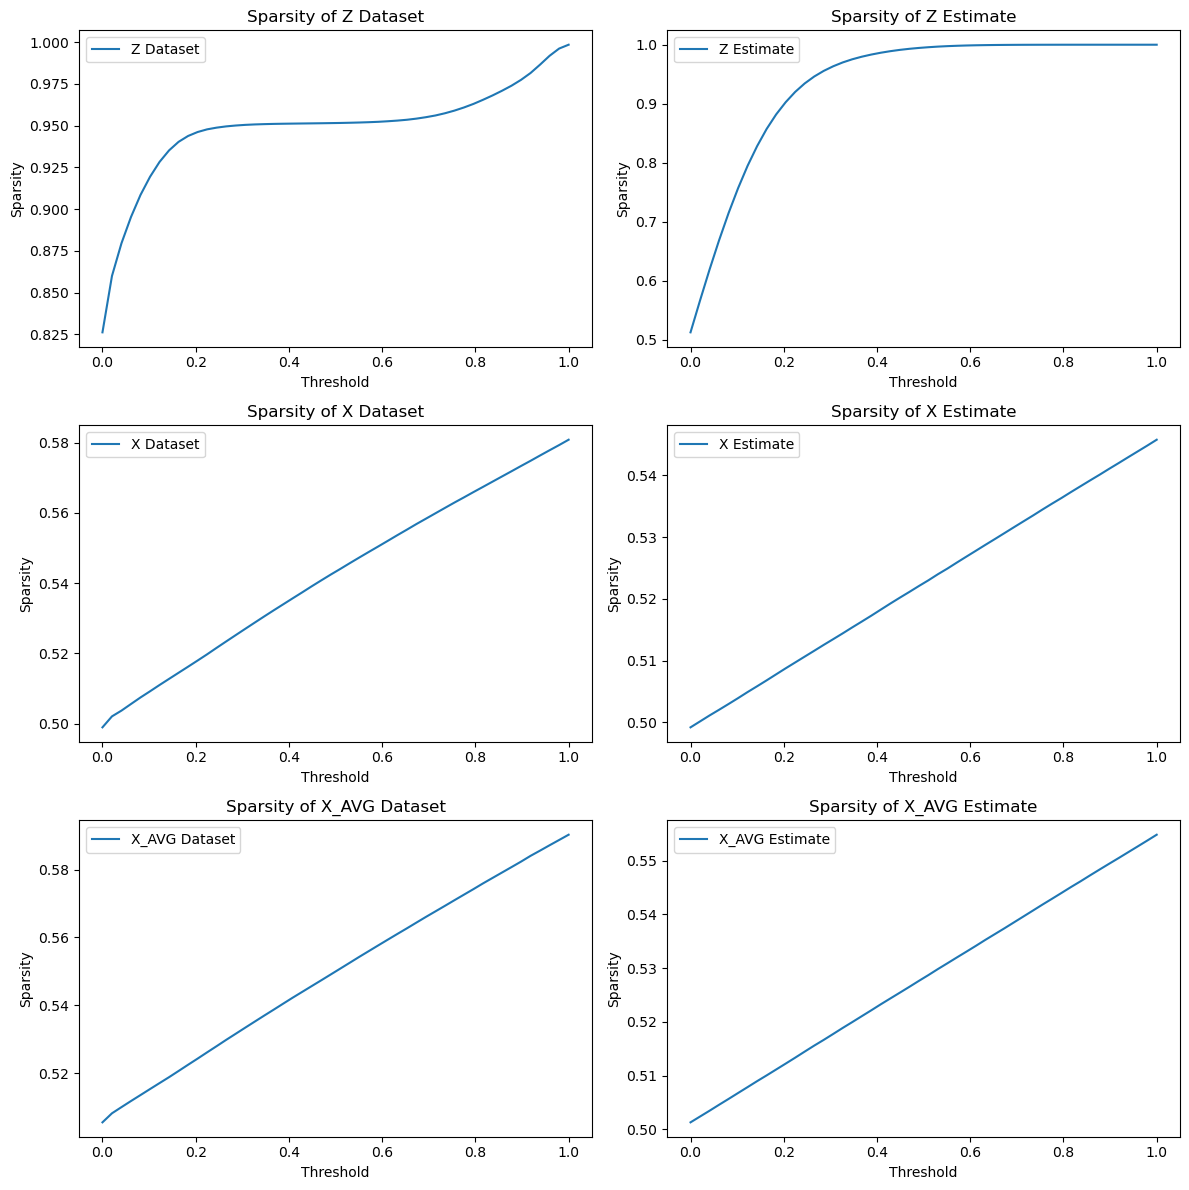 Sparsity of Z Dataset
Z Dataset
1.000
0.975
0.950
0.925
0.900
0.875
0.850
0.825
Sparsity
0.0 0.2 0.4 0.6 0.8 1.0
Threshold
Sparsity of Z Estimate
Z Estimate
1.0
0.9
0.8
0.7
0.6
0.5
Sparsity
0.0 0.2 0.4 0.6 0.8 1.0
Threshold
Sparsity of X Dataset
X Dataset
0.58
0.56
0.54
0.52
0.50
Sparsity
0.0 0.2 0.4 0.6 0.8 1.0
Threshold
Sparsity of X Estimate
X Estimate
0.54
0.53
0.52
0.51
0.50
Sparsity
0.0 0.2 0.4 0.6 0.8 1.0
Threshold
Sparsity of X_AVG Dataset
X_AVG Dataset
0.58
0.56
0.54
0.52
Sparsity
0.0 0.2 0.4 0.6 0.8 1.0
Threshold
Sparsity of X_AVG Estimate
X_AVG Estimate
0.55
0.54
0.53
0.52
0.51
0.50
Sparsity
0.0 0.2 0.4 0.6 0.8 1.0
Threshold